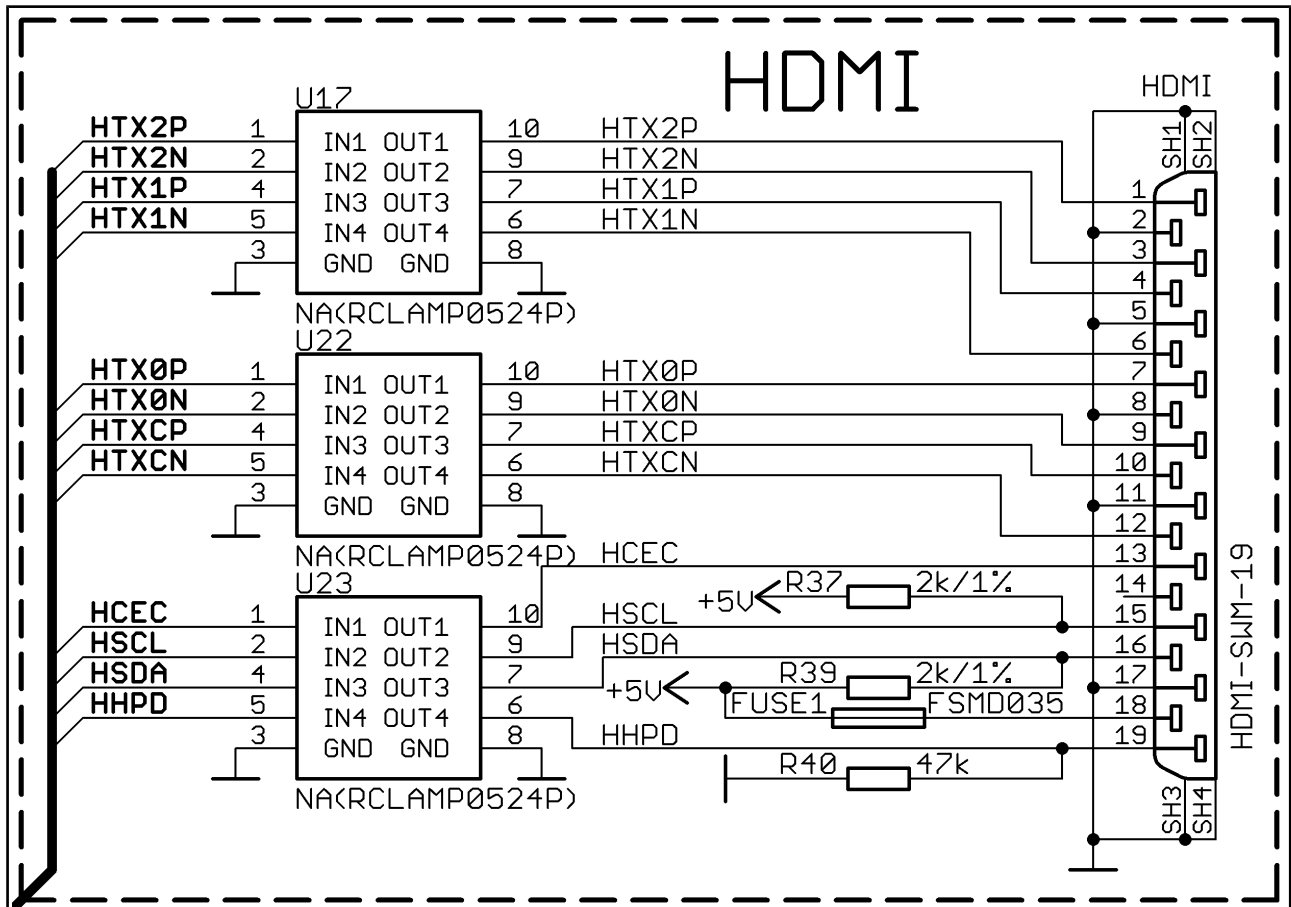 HDMI
HDMI
U17
HTX2P 1 IN1 OUT1 10 HTX2P
HTX2N 2 IN2 OUT2 9 HTX2N
HTX1P 4 IN3 OUT3 7 HTX1P
HTX1N 5 IN4 OUT4 6 HTX1N
3 GND GND 8
NA(RCLAMP0524P)
U22
HTX0P 1 IN1 OUT1 10 HTX0P
HTX0N 2 IN2 OUT2 9 HTX0N
HTXCP 4 IN3 OUT3 7 HTXCP
HTXCN 5 IN4 OUT4 6 HTXCN
3 GND GND 8
NA(RCLAMP0524P)
U23
HCEC 1 IN1 OUT1 10 HCEC
HSCL 2 IN2 OUT2 9 HSCL
HSDA 4 IN3 OUT3 7 HSDA
HHPD 5 IN4 OUT4 6 HHPD
3 GND GND 8
NA(RCLAMP0524P)
+5V R37 2k/1%
+5V R39 2k/1%
FUSE1 FSMD035
R40 47k
SH1
SH2
1
2
3
4
5
6
7
8
9
10
11
12
13
14
15
16
17
18
19
SH3
SH4
HDMI-SWM-19